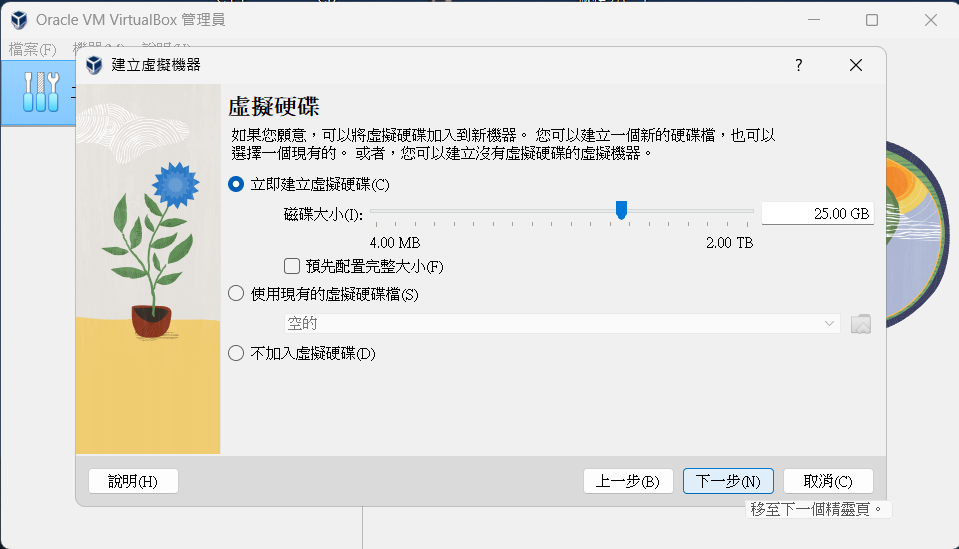 Oracle VM VirtualBox 管理員
檔案(F) 機器(M) 說明(H)
建立虛擬機器
?
虛擬硬碟
如果您願意，可以將虛擬硬碟加入到新機器。 您可以建立一個新的硬碟檔，也可以
選擇一個現有的。 或者，您可以建立沒有虛擬硬碟的虛擬機器。
立即建立虛擬硬碟(C)
磁碟大小(I):
25.00 GB
4.00 MB
2.00 TB
預先配置完整大小(F)
使用現有的虛擬硬碟檔(S)
空的
不加入虛擬硬碟(D)
說明(H)
上一步(B)
下一步(N)
取消(C)
移至下一個精靈頁。